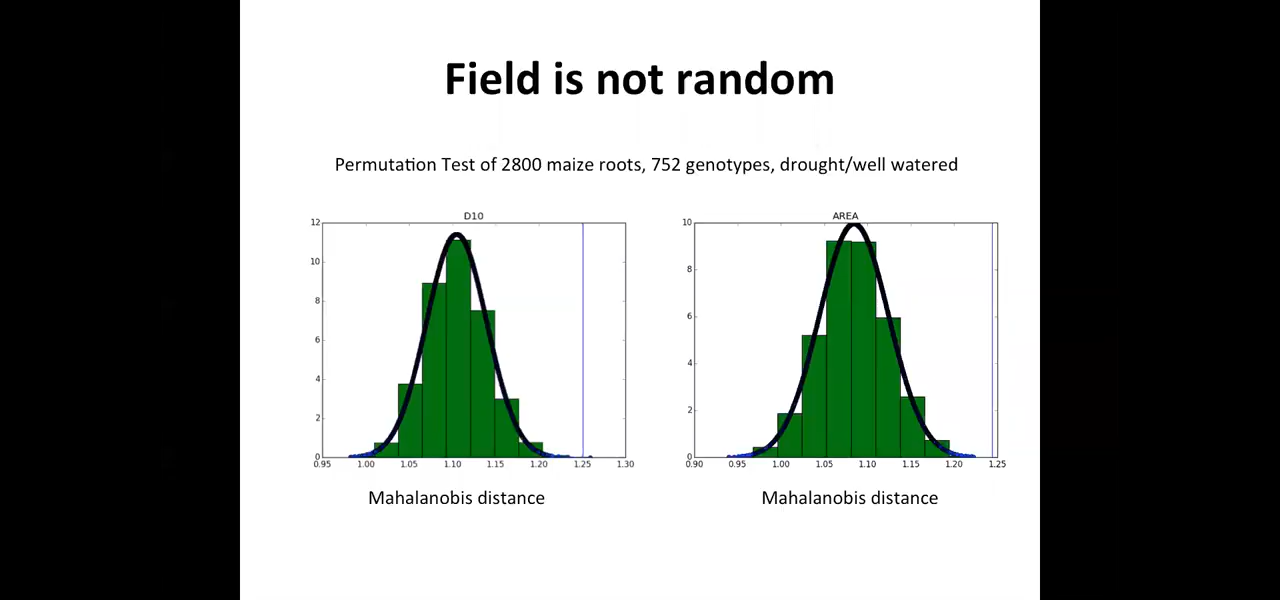 Field is not random
Permutation Test of 2800 maize roots, 752 genotypes, drought/well watered
D10
12
10
8
6
4
2
0
0.95 1.00 1.05 1.10 1.15 1.20 1.25 1.30
Mahalanobis distance
AREA
10
8
6
4
2
0
0.90 0.95 1.00 1.05 1.10 1.15 1.20 1.25
Mahalanobis distance